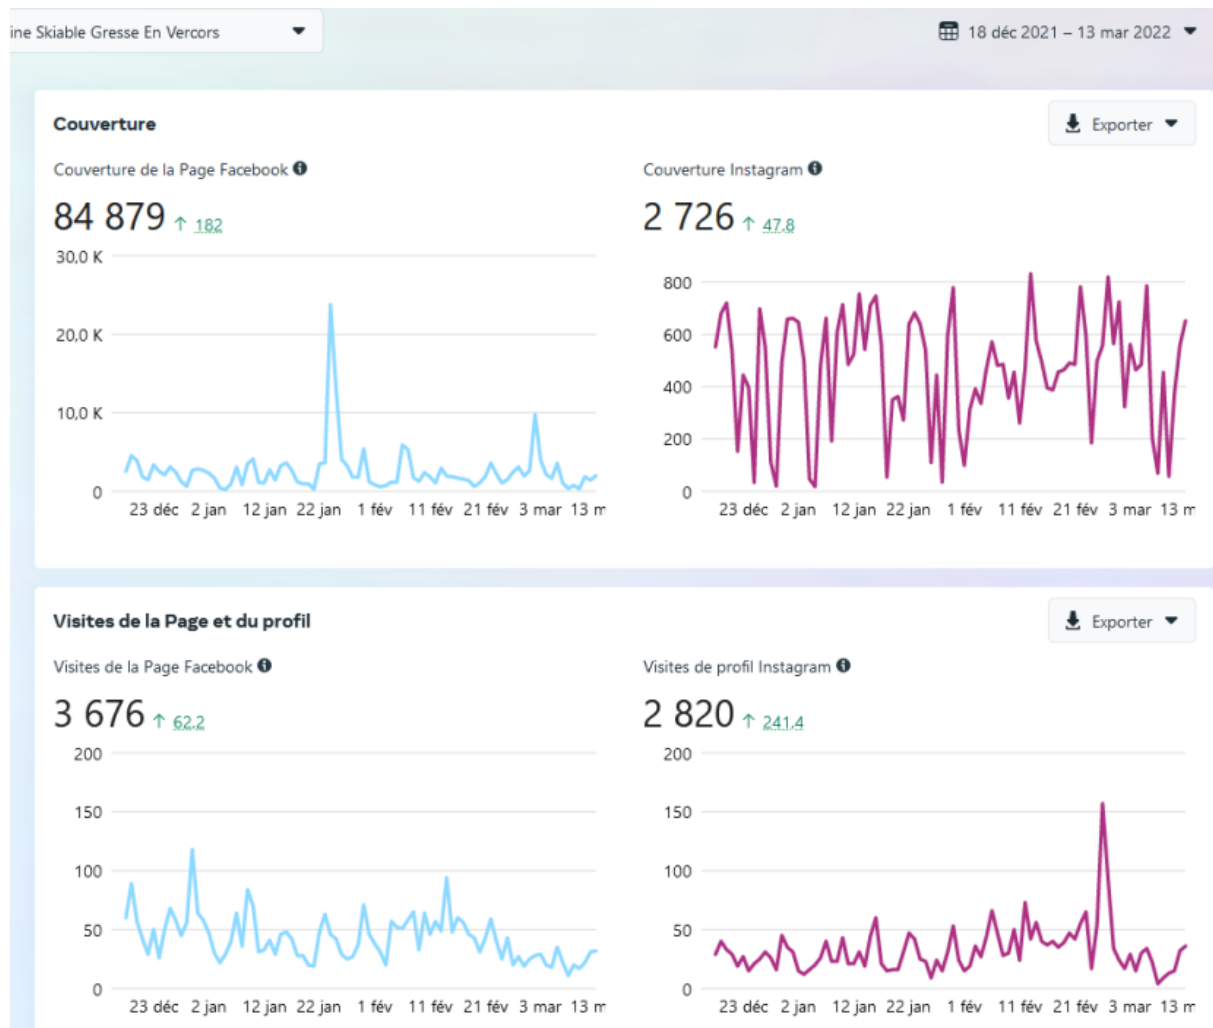 ine Skiable Gresse En Vercors
18 déc 2021 – 13 mar 2022
Couverture
Exporter
Couverture de la Page Facebook
84 879 ↑ 182
30,0 K
20,0 K
10,0 K
0
23 déc 2 jan 12 jan 22 jan 1 fév 11 fév 21 fév 3 mar 13 m
Couverture Instagram
2 726 ↑ 47,8
800
600
400
200
0
23 déc 2 jan 12 jan 22 jan 1 fév 11 fév 21 fév 3 mar 13 m
Visites de la Page et du profil
Exporter
Visites de la Page Facebook
3 676 ↑ 62,2
200
150
100
50
0
23 déc 2 jan 12 jan 22 jan 1 fév 11 fév 21 fév 3 mar 13 m
Visites de profil Instagram
2 820 ↑ 241,4
200
150
100
50
0
23 déc 2 jan 12 jan 22 jan 1 fév 11 fév 21 fév 3 mar 13 m